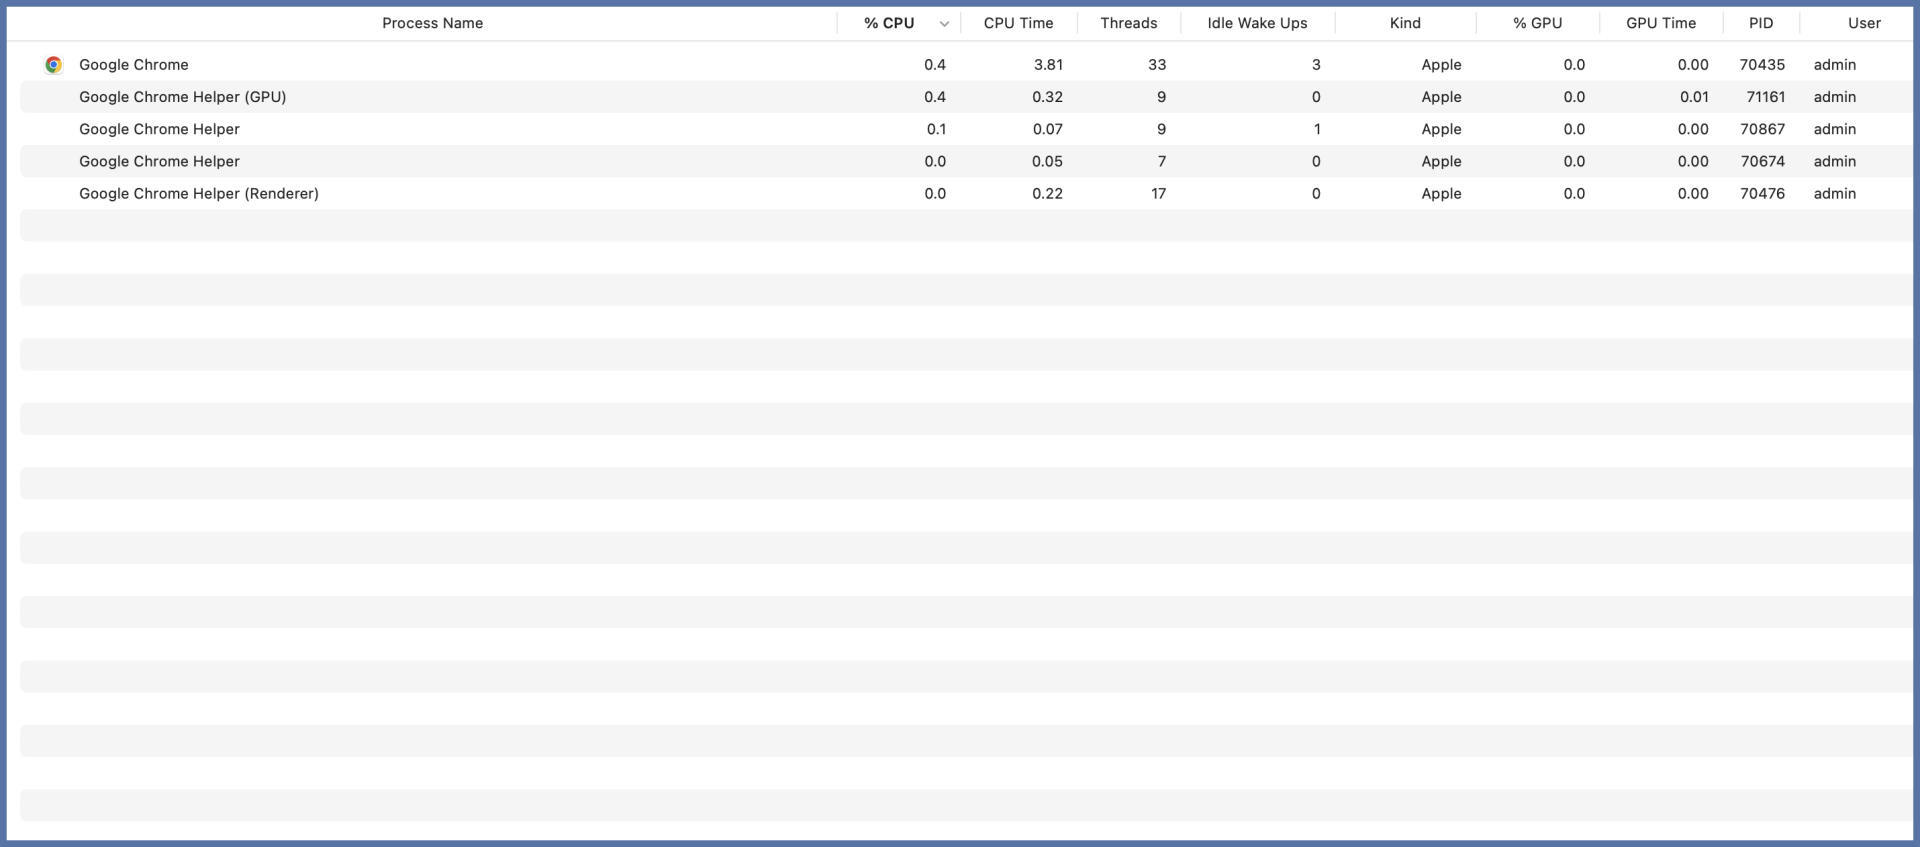 Process Name % CPU CPU Time Threads Idle Wake Ups Kind % GPU GPU Time PID User
Google Chrome 0.4 3.81 33 3 Apple 0.0 0.00 70435 admin
Google Chrome Helper (GPU) 0.4 0.32 9 0 Apple 0.0 0.01 71161 admin
Google Chrome Helper 0.1 0.07 9 1 Apple 0.0 0.00 70867 admin
Google Chrome Helper 0.0 0.05 7 0 Apple 0.0 0.00 70674 admin
Google Chrome Helper (Renderer) 0.0 0.22 17 0 Apple 0.0 0.00 70476 admin